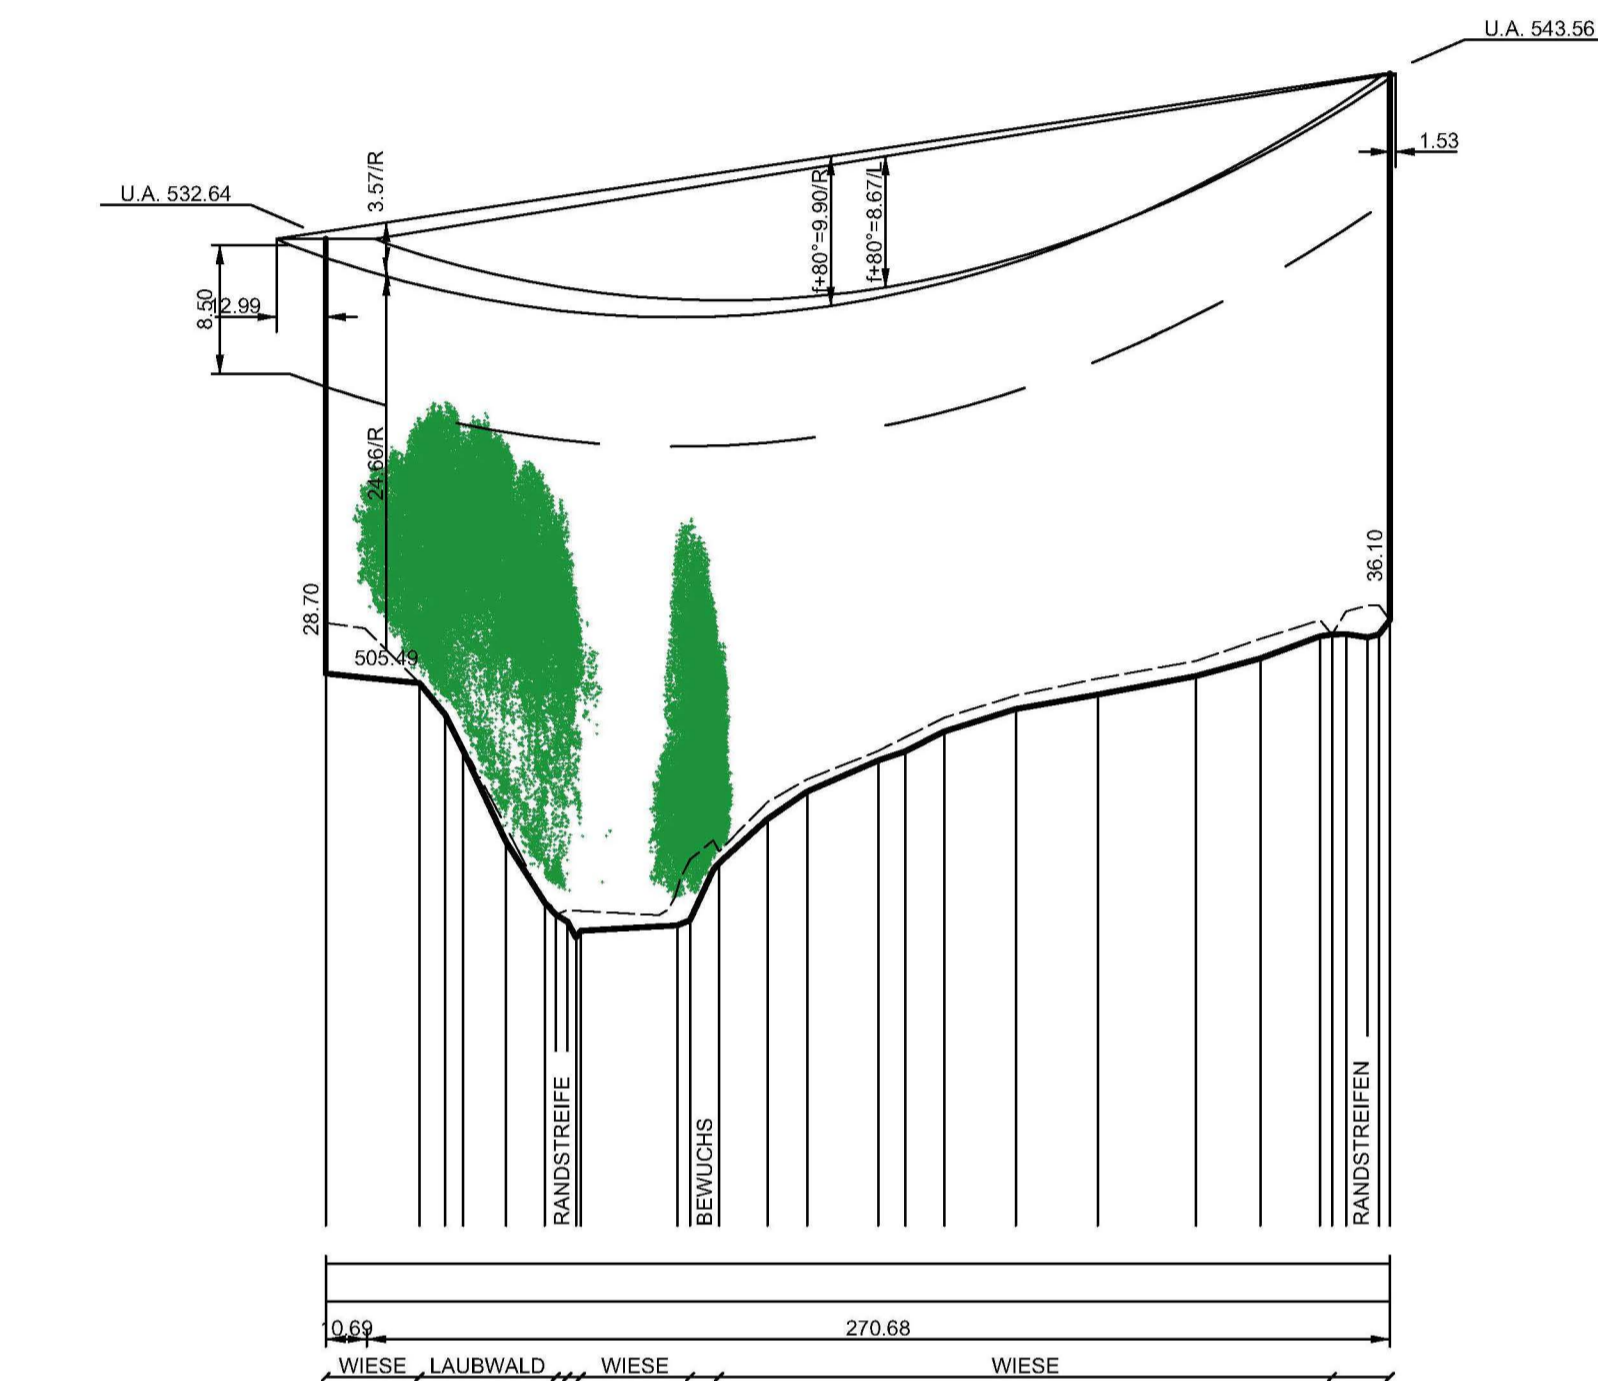 U.A. 543.56
1.53
3.57/R
U.A. 532.64
f+80°=9.90/R
f+80°=8.67/L
8.50
12.99
24.66/R
36.10
28.70
505.49
RANDSTREIFE
BEWUCHS
RANDSTREIFEN
10.69
270.68
WIESE
LAUBWALD
WIESE
WIESE